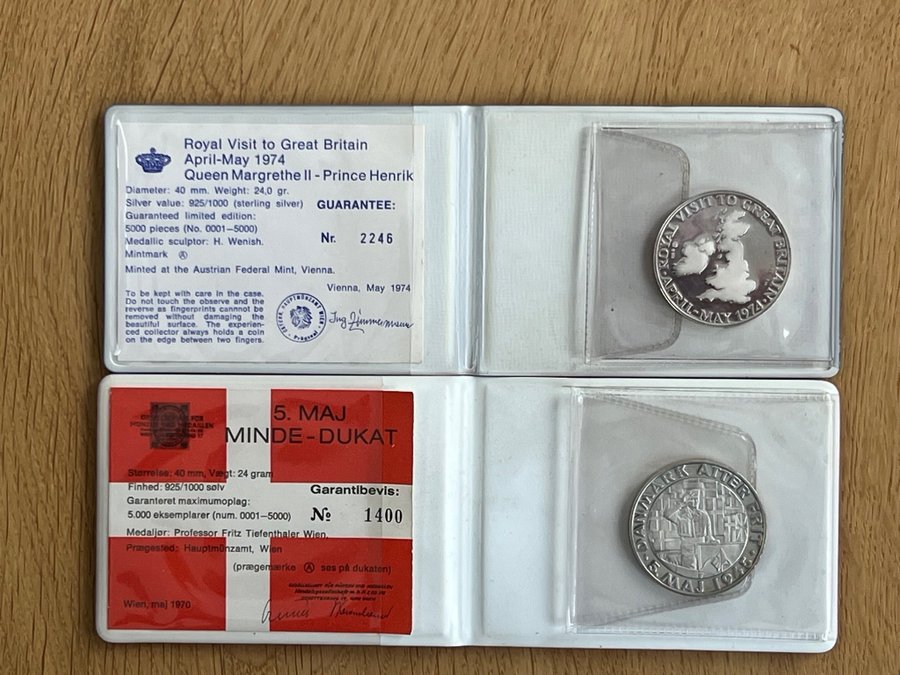 Royal Visit to Great Britain
April-May 1974
Queen Margrethe II - Prince Henrik
Diameter: 40 mm. Weight: 24,0 gr.
Silver value: 925/1000 (sterling silver)
GUARANTEE:
Guaranteed limited edition:
5000 pieces (No. 0001-5000)
Nr. 2246
Medallic sculptor: H. Wenish.
Mintmark Ⓐ
Minted at the Austrian Federal Mint, Vienna.
Vienna, May 1974
To be kept with care in the case.
Do not touch the observe and the
reverse as fingerprints cannnot be
removed without damaging the
beautiful surface. The experien-
ced collector always holds a coin
on the edge between two fingers.
HAUPTMÜNZAMT WIEN
ROYAL VISIT TO GREAT BRITAIN
APRIL-MAY 1974
5. MAJ
MINDE-DUKAT
Størrelse: 40 mm, Vægt: 24 gram
Finhed: 925/1000 sølv
Garantibevis:
Garanteret maximumoplag:
5.000 eksemplarer (num. 0001-5000)
№ 1400
Medaljør: Professor Fritz Tiefenthaler Wien.
Prægested: Hauptmünzamt, Wien
(prægemærke Ⓐ ses på dukaten)
Wien, maj 1970
DANMARK ATTER FRIT
5. MAJ 1945